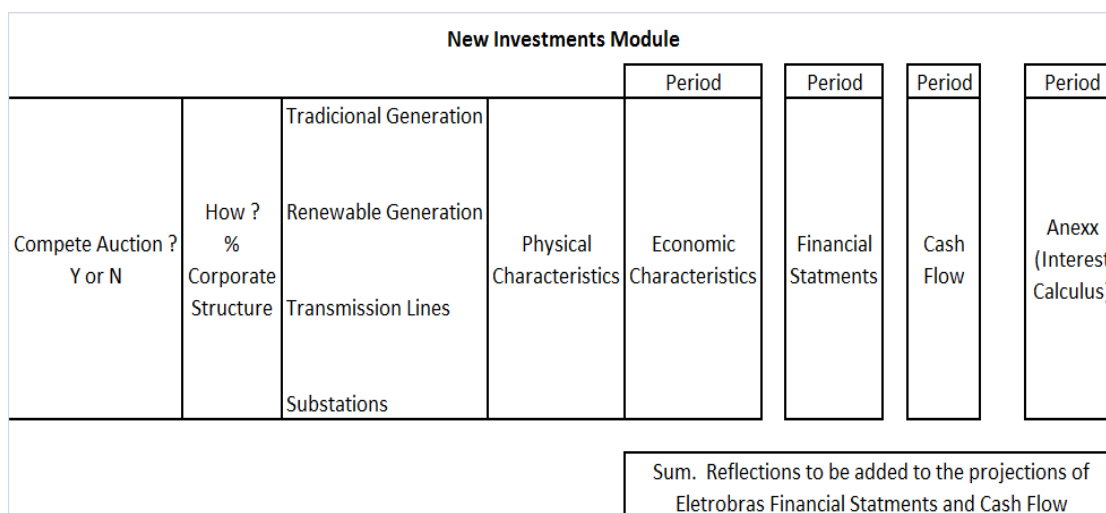 New Investments Module
Period
Period
Period
Period
Compete Auction ?
Y or N
How ?
%
Corporate
Structure
Tradicional Generation
Renewable Generation
Transmission Lines
Substations
Physical
Characteristics
Economic
Characteristics
Financial
Statments
Cash
Flow
Anexx
(Interest
Calculus)
Sum.  Reflections to be added to the projections of
Eletrobras Financial Statments and Cash Flow